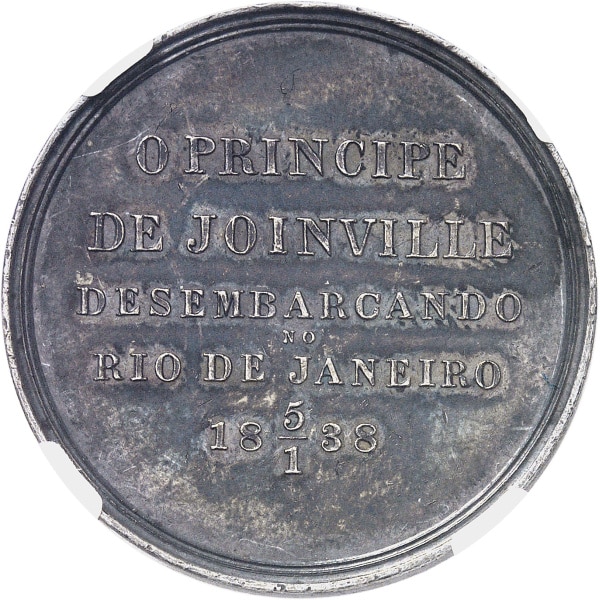 O PRINCIPE
DE JOINVILLE
DESEMBARCANDO
NO
RIO DE JANEIRO
18 5/1 38